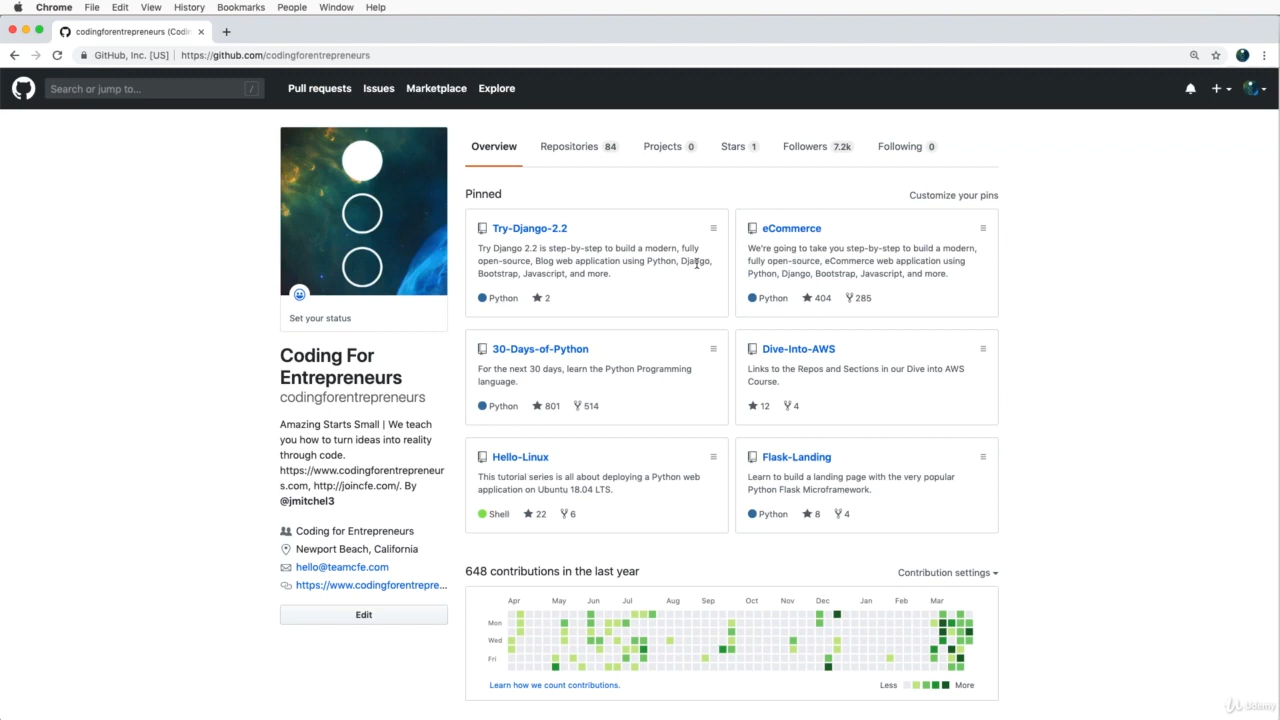 Chrome File Edit View History Bookmarks People Window Help
codingforentrepreneurs (Codin
GitHub, Inc. [US] https://github.com/codingforentrepreneurs
Search or jump to... /
Pull requests Issues Marketplace Explore
Overview Repositories 84 Projects 0 Stars 1 Followers 7.2k Following 0
Pinned
Customize your pins
Try-Django-2.2
Try Django 2.2 is step-by-step to build a modern, fully
open-source, Blog web application using Python, Django,
Bootstrap, Javascript, and more.
Python 2
eCommerce
We're going to take you step-by-step to build a modern,
fully open-source, eCommerce web application using
Python, Django, Bootstrap, Javascript, and more.
Python 404 285
30-Days-of-Python
For the next 30 days, learn the Python Programming
language.
Python 801 514
Dive-Into-AWS
Links to the Repos and Sections in our Dive into AWS
Course.
12 4
Hello-Linux
This tutorial series is all about deploying a Python web
application on Ubuntu 18.04 LTS.
Shell 22 6
Flask-Landing
Learn to build a landing page with the very popular
Python Flask Microframework.
Python 8 4
Set your status
Coding For
Entrepreneurs
codingforentrepreneurs
Amazing Starts Small | We teach
you how to turn ideas into reality
through code.
https://www.codingforentrepreneur
s.com, http://joincfe.com/. By
@jmitchel3
Coding for Entrepreneurs
Newport Beach, California
hello@teamcfe.com
https://www.codingforentrepre...
Edit
648 contributions in the last year
Contribution settings
Apr May Jun Jul Aug Sep Oct Nov Dec Jan Feb Mar
Mon
Wed
Fri
Learn how we count contributions.
Less More
Udemy